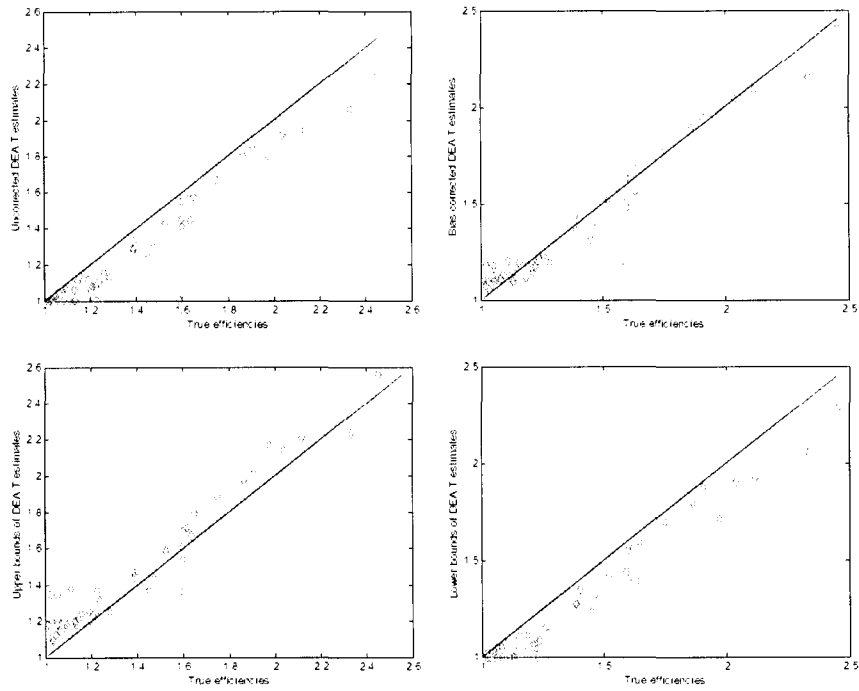 2.6
2.4
2.2
2
1.8
1.6
1.4
1.2
1
Uncorrected DEA T estimates
1 1.2 1.4 1.6 1.8 2 2.2 2.4 2.6
True efficiencies
2.5
2
1.5
1
Bias corrected DEA T estimates
1 1.5 2 2.5
True efficiencies
2.6
2.4
2.2
2
1.8
1.6
1.4
1.2
1
Upper bounds of DEA T estimates
1 1.2 1.4 1.6 1.8 2 2.2 2.4 2.6
True efficiencies
2.5
2
1.5
1
Lower bounds of DEA T estimates
1 1.5 2 2.5
True efficiencies